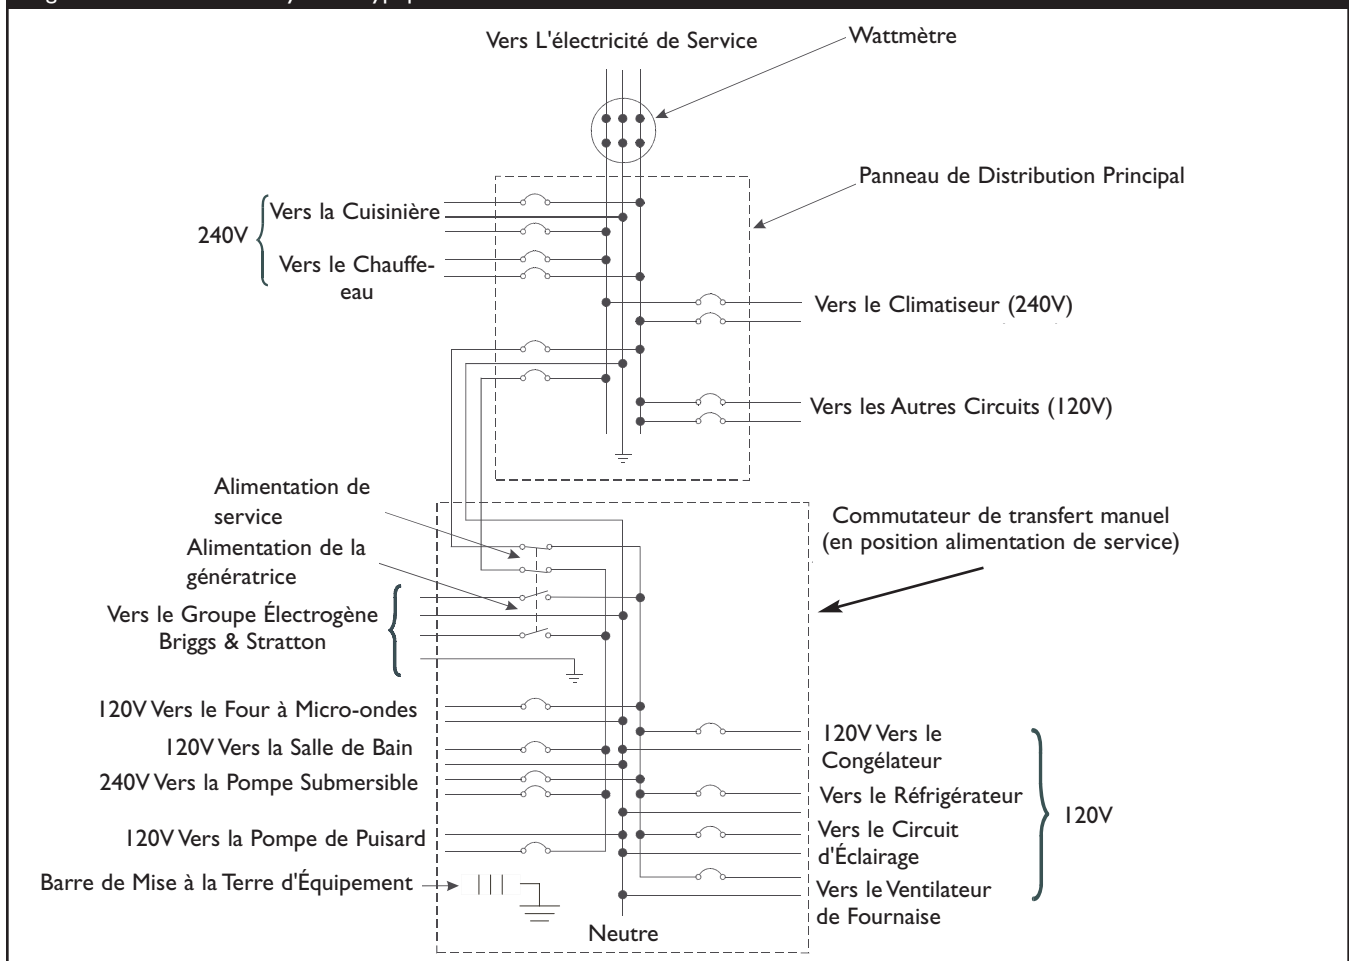 Vers L'électricité de Service
Wattmètre
Panneau de Distribution Principal
Vers la Cuisinière
240V
Vers le Chauffe-
eau
Vers le Climatiseur (240V)
Vers les Autres Circuits (120V)
Alimentation de
service
Alimentation de la
génératrice
Commutateur de transfert manuel
(en position alimentation de service)
Vers le Groupe Électrogène
Briggs & Stratton
120V Vers le Four à Micro-ondes
120V Vers la Salle de Bain
240V Vers la Pompe Submersible
120V Vers la Pompe de Puisard
Barre de Mise à la Terre d'Équipement
120V Vers le
Congélateur
Vers le Réfrigérateur
120V
Vers le Circuit
d'Éclairage
Vers le Ventilateur
de Fournaise
Neutre